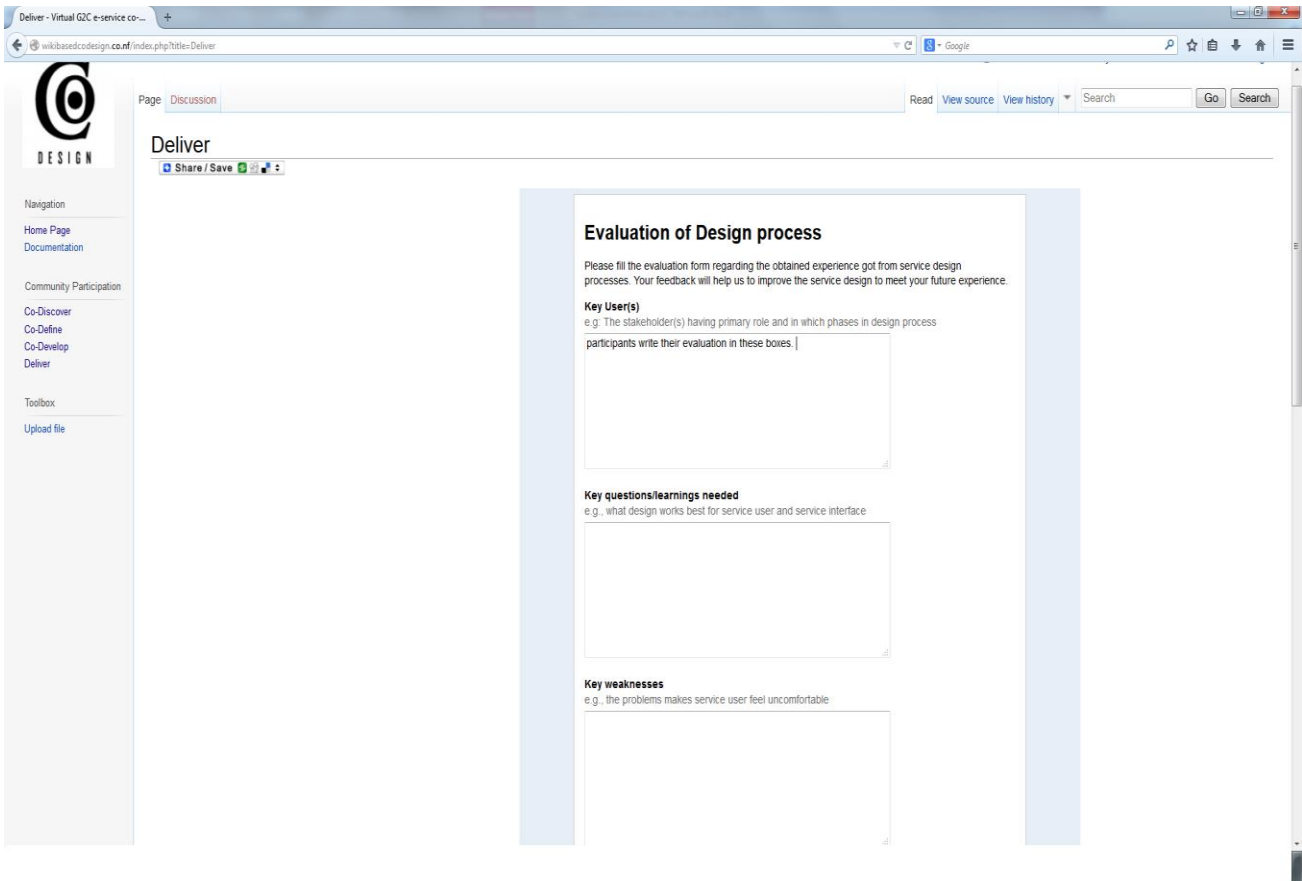 Deliver - Virtual G2C e-service co-...
wikibasedcodesign.co.nf/index.php?title=Deliver
Google
DESIGN
Page Discussion
Read View source View history Search Go Search
Deliver
Share / Save
Navigation
Home Page
Documentation
Community Participation
Co-Discover
Co-Define
Co-Develop
Deliver
Toolbox
Upload file
Evaluation of Design process
Please fill the evaluation form regarding the obtained experience got from service design
processes. Your feedback will help us to improve the service design to meet your future experience.
Key User(s)
e.g: The stakeholder(s) having primary role and in which phases in design process
participants write their evaluation in these boxes.
Key questions/learnings needed
e.g., what design works best for service user and service interface
Key weaknesses
e.g., the problems makes service user feel uncomfortable